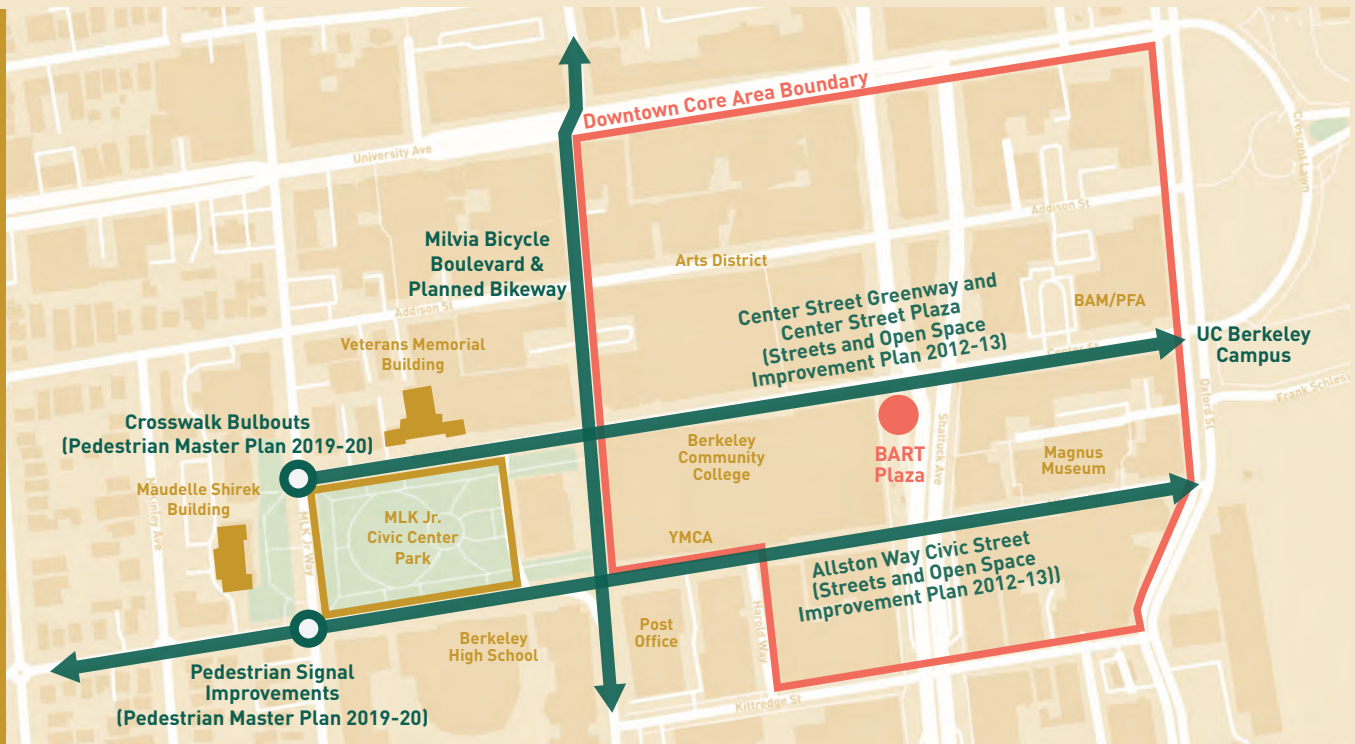 Downtown Core Area Boundary
University Ave
Crescent Lawn
Addison St
Milvia Bicycle
Boulevard &
Planned Bikeway
Arts District
Addison St
Center Street Greenway and
Center Street Plaza
(Streets and Open Space
Improvement Plan 2012-13)
BAM/PFA
Center St
UC Berkeley
Campus
Veterans Memorial
Building
Oxford St
Crosswalk Bulbouts
(Pedestrian Master Plan 2019-20)
Berkeley
Community
College
BART
Plaza
Shattuck Ave
Magnus
Museum
Maudelle Shirek
Building
McKinley Ave
MLK Jr Way
MLK Jr.
Civic Center
Park
YMCA
Allston Way Civic Street
(Streets and Open Space
Improvement Plan 2012-13))
Harold Way
Post
Office
Berkeley
High School
Pedestrian Signal
Improvements
(Pedestrian Master Plan 2019-20)
Kittredge St